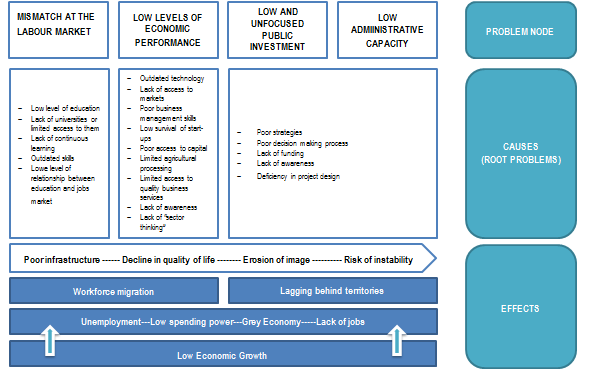 MISMATCH AT THE
LABOUR MARKET
LOW LEVELS OF
ECONOMIC
PERFORMANCE
LOW AND
UNFOCUSED
PUBLIC
INVESTMENT
LOW
ADMINISTRATIVE
CAPACITY
PROBLEM NODE
– Low level of education
– Lack of universities or
limited access to them
– Lack of continuous
learning
– Outdated skills
– Lowe level of
relationship between
education and jobs
market
– Outdated technology
– Lack of access to
markets
– Poor business
management skills
– Low survival of start-
ups
– Poor access to capital
– Limited agricultural
processing
– Limited access to
quality business
services
– Lack of awareness
– Lack of "sector
thinking"
– Poor strategies
– Poor decision making process
– Lack of funding
– Lack of awareness
– Deficiency in project design
CAUSES
(ROOT PROBLEMS)
Poor infrastructure ------ Decline in quality of life -------- Erosion of image ---------- Risk of instability
Workforce migration
Lagging behind territories
Unemployment---Low spending power---Grey Economy-----Lack of jobs
Low Economic Growth
EFFECTS